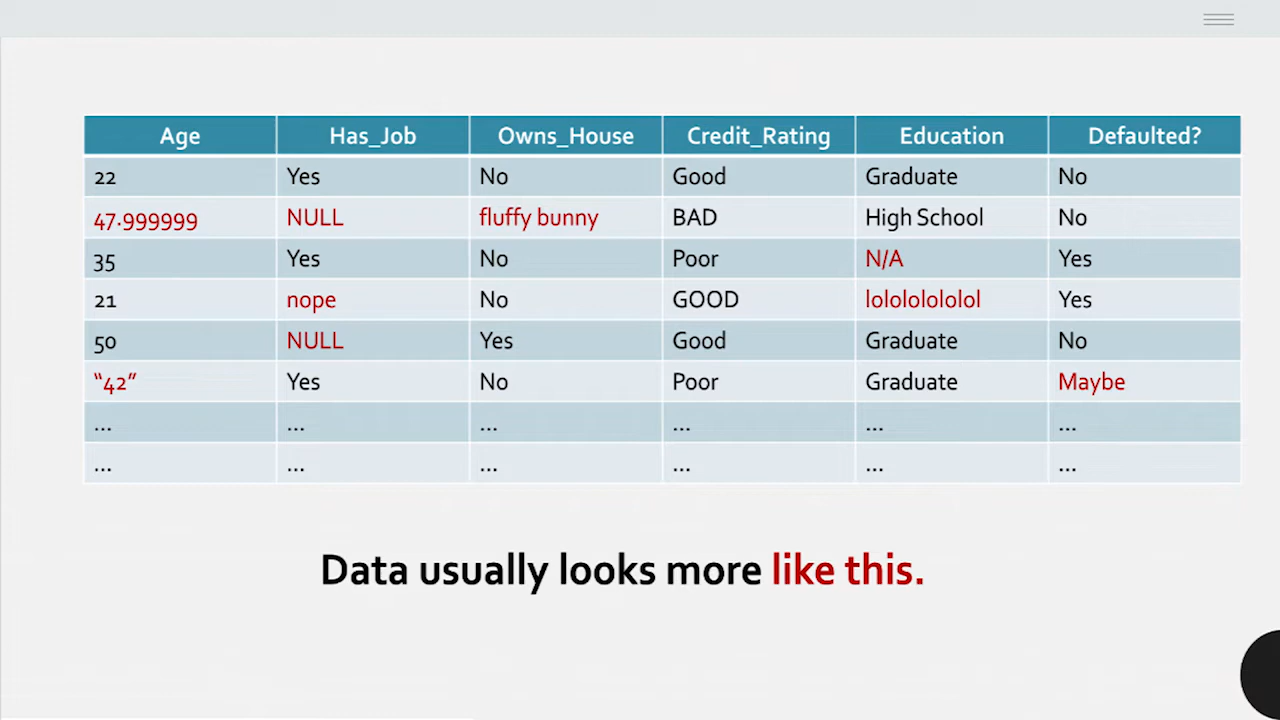 Age Has_Job Owns_House Credit_Rating Education Defaulted?
22 Yes No Good Graduate No
47.999999 NULL fluffy bunny BAD High School No
35 Yes No Poor N/A Yes
21 nope No GOOD lolololololol Yes
50 NULL Yes Good Graduate No
“42” Yes No Poor Graduate Maybe
... ... ... ... ... ...
... ... ... ... ... ...
Data usually looks more like this.